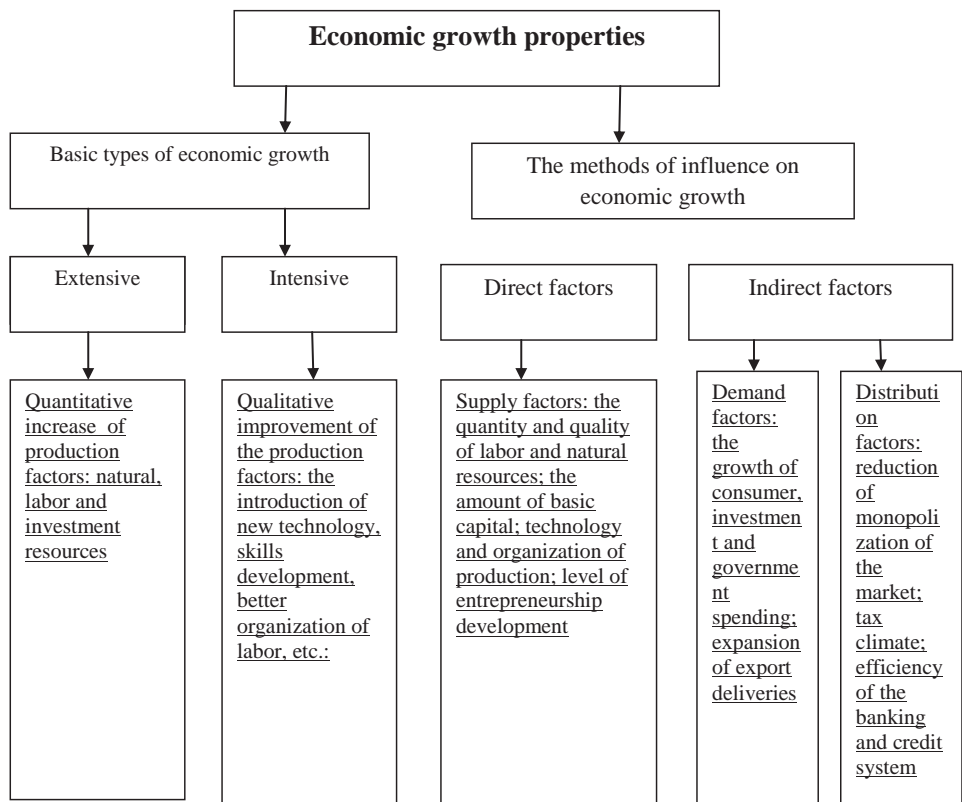 Economic growth properties
Basic types of economic growth
The methods of influence on
economic growth
Extensive
Intensive
Direct factors
Indirect factors
Quantitative
increase of
production
factors: natural,
labor and
investment
resources
Qualitative
improvement of
the production
factors: the
introduction of
new technology,
skills
development,
better
organization of
labor, etc.:
Supply factors: the
quantity and quality
of labor and natural
resources; the
amount of basic
capital; technology
and organization of
production; level of
entrepreneurship
development
Demand
factors:
the
growth of
consumer,
investmen
t and
governme
nt
spending;
expansion
of export
deliveries
Distributi
on
factors:
reduction
of
monopoli
zation of
the
market;
tax
climate;
efficiency
of the
banking
and credit
system